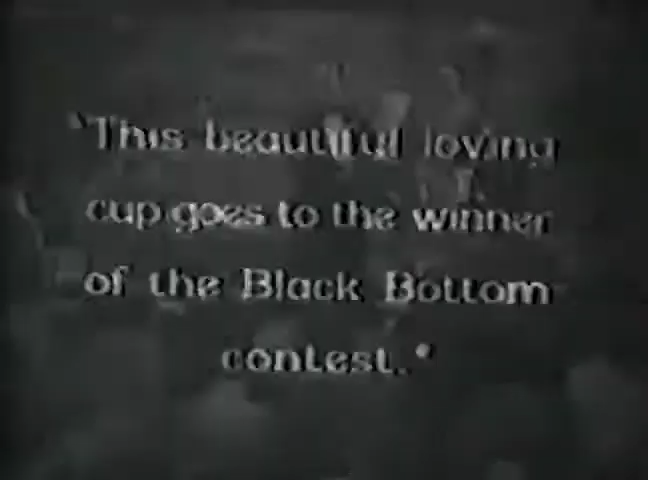 "This beautiful loving
cup goes to the winner
of the Black Bottom
contest."